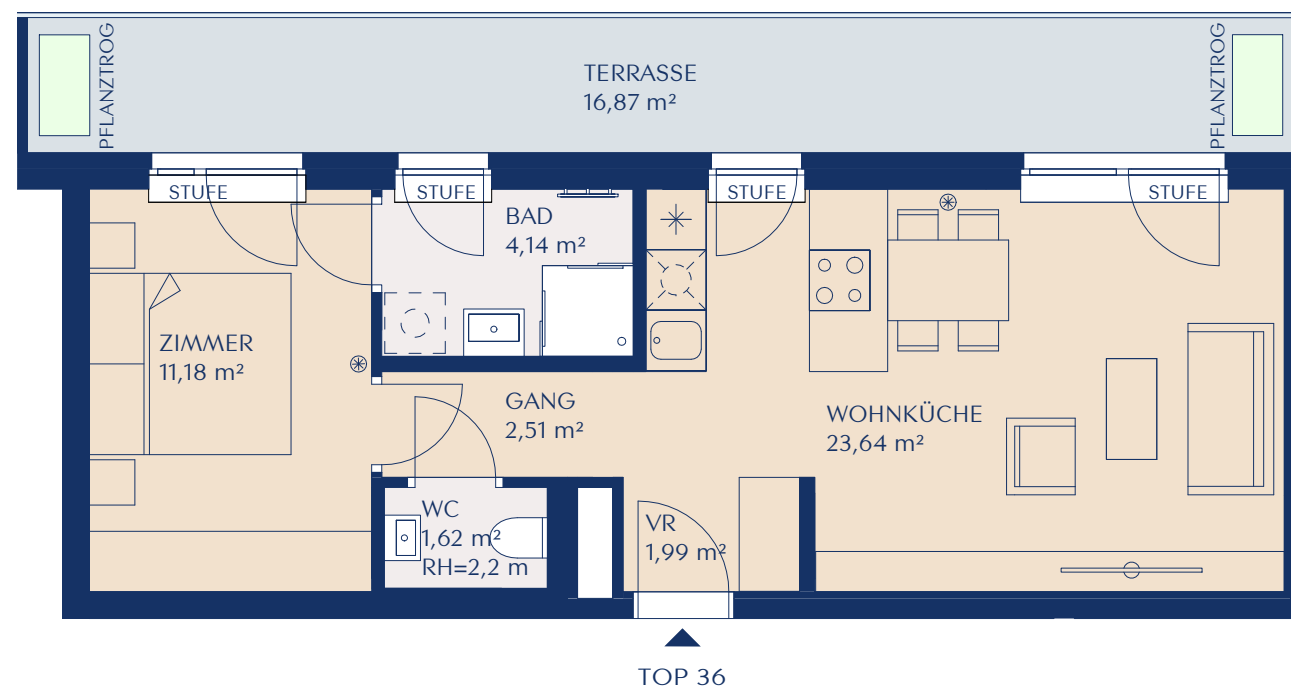 PFLANZTROG
TERRASSE
16,87 m²
PFLANZTROG
STUFE
STUFE
STUFE
STUFE
BAD
4,14 m²
ZIMMER
11,18 m²
GANG
2,51 m²
WOHNKÜCHE
23,64 m²
WC
1,62 m²
RH=2,2 m
VR
1,99 m²
TOP 36